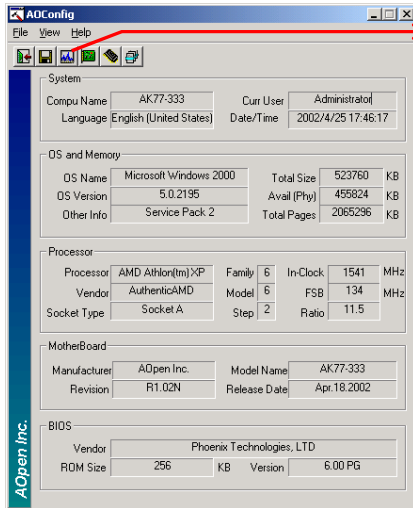 AOConfig
File View Help
System
Compu Name AK77-333 Curr User Administrator
Language English (United States) Date/Time 2002/4/25 17:46:17
OS and Memory
OS Name Microsoft Windows 2000 Total Size 523760 KB
OS Version 5.0.2195 Avail (Phy) 455824 KB
Other Info Service Pack 2 Total Pages 2065296 KB
Processor
Processor AMD Athlon(tm) XP Family 6 In-Clock 1541 MHz
Vendor AuthenticAMD Model 6 FSB 134 MHz
Socket Type Socket A Step 2 Ratio 11.5
MotherBoard
Manufacturer AOpen Inc. Model Name AK77-333
Revision R1.02N Release Date Apr.18.2002
BIOS
Vendor Phoenix Technologies, LTD
ROM Size 256 KB Version 6.00 PG
AOpen Inc.